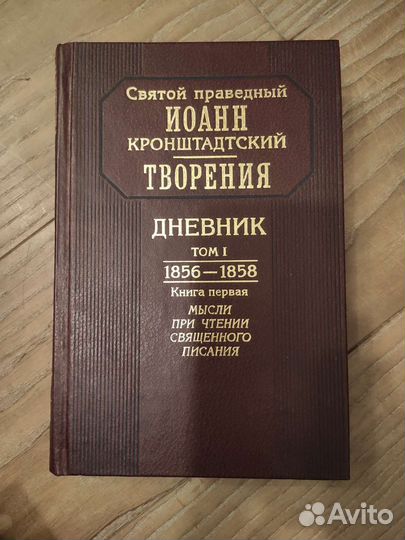 Святой праведный
ИОАНН
КРОНШТАДТСКИЙ
ТВОРЕНИЯ
ДНЕВНИК
ТОМ I
1856—1858
Книга первая
МЫСЛИ
ПРИ ЧТЕНИИ
СВЯЩЕННОГО
ПИСАНИЯ
Avito